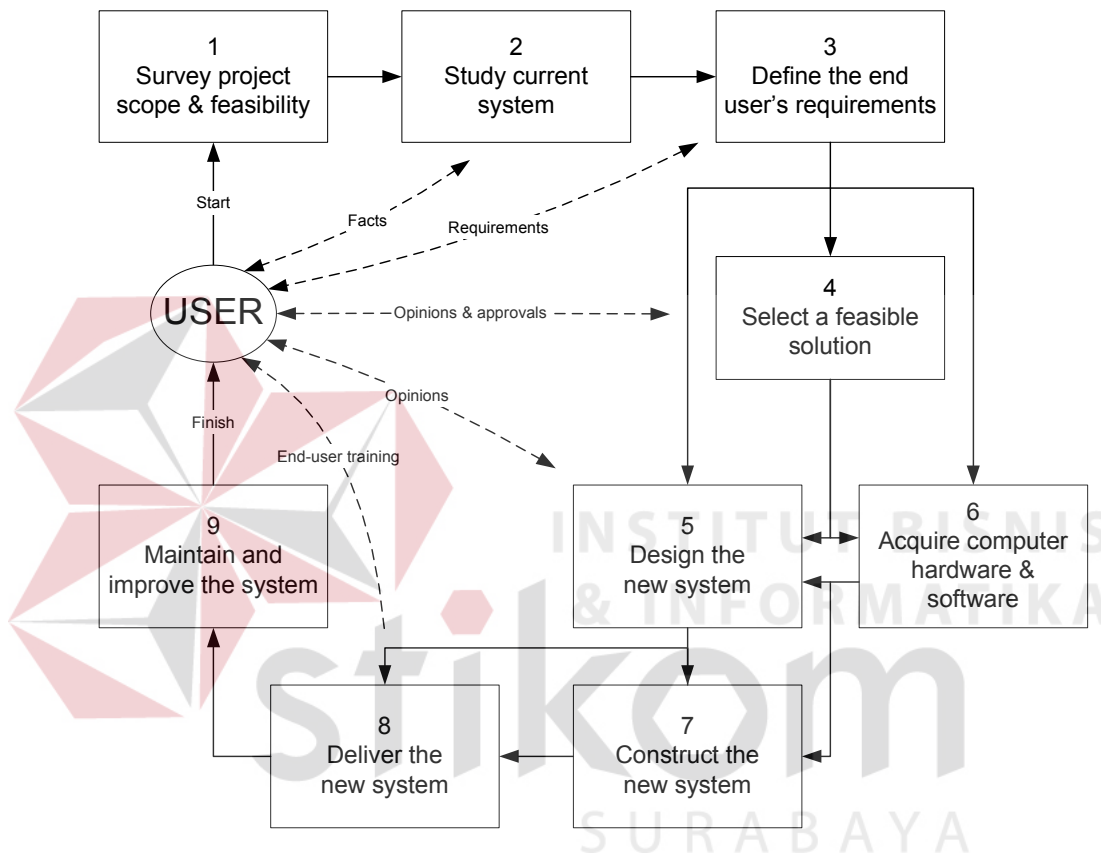 1
Survey project
scope & feasibility
2
Study current
system
3
Define the end
user's requirements
Start
Facts
Requirements
USER
Opinions & approvals
4
Select a feasible
solution
Opinions
Finish
End-user training
9
Maintain and
improve the system
5
Design the
new system
6
Acquire computer
hardware &
software
INSTITUT BISNIS
& INFORMATIKA
stikom
8
Deliver the
new system
7
Construct the
new system
SURABAYA